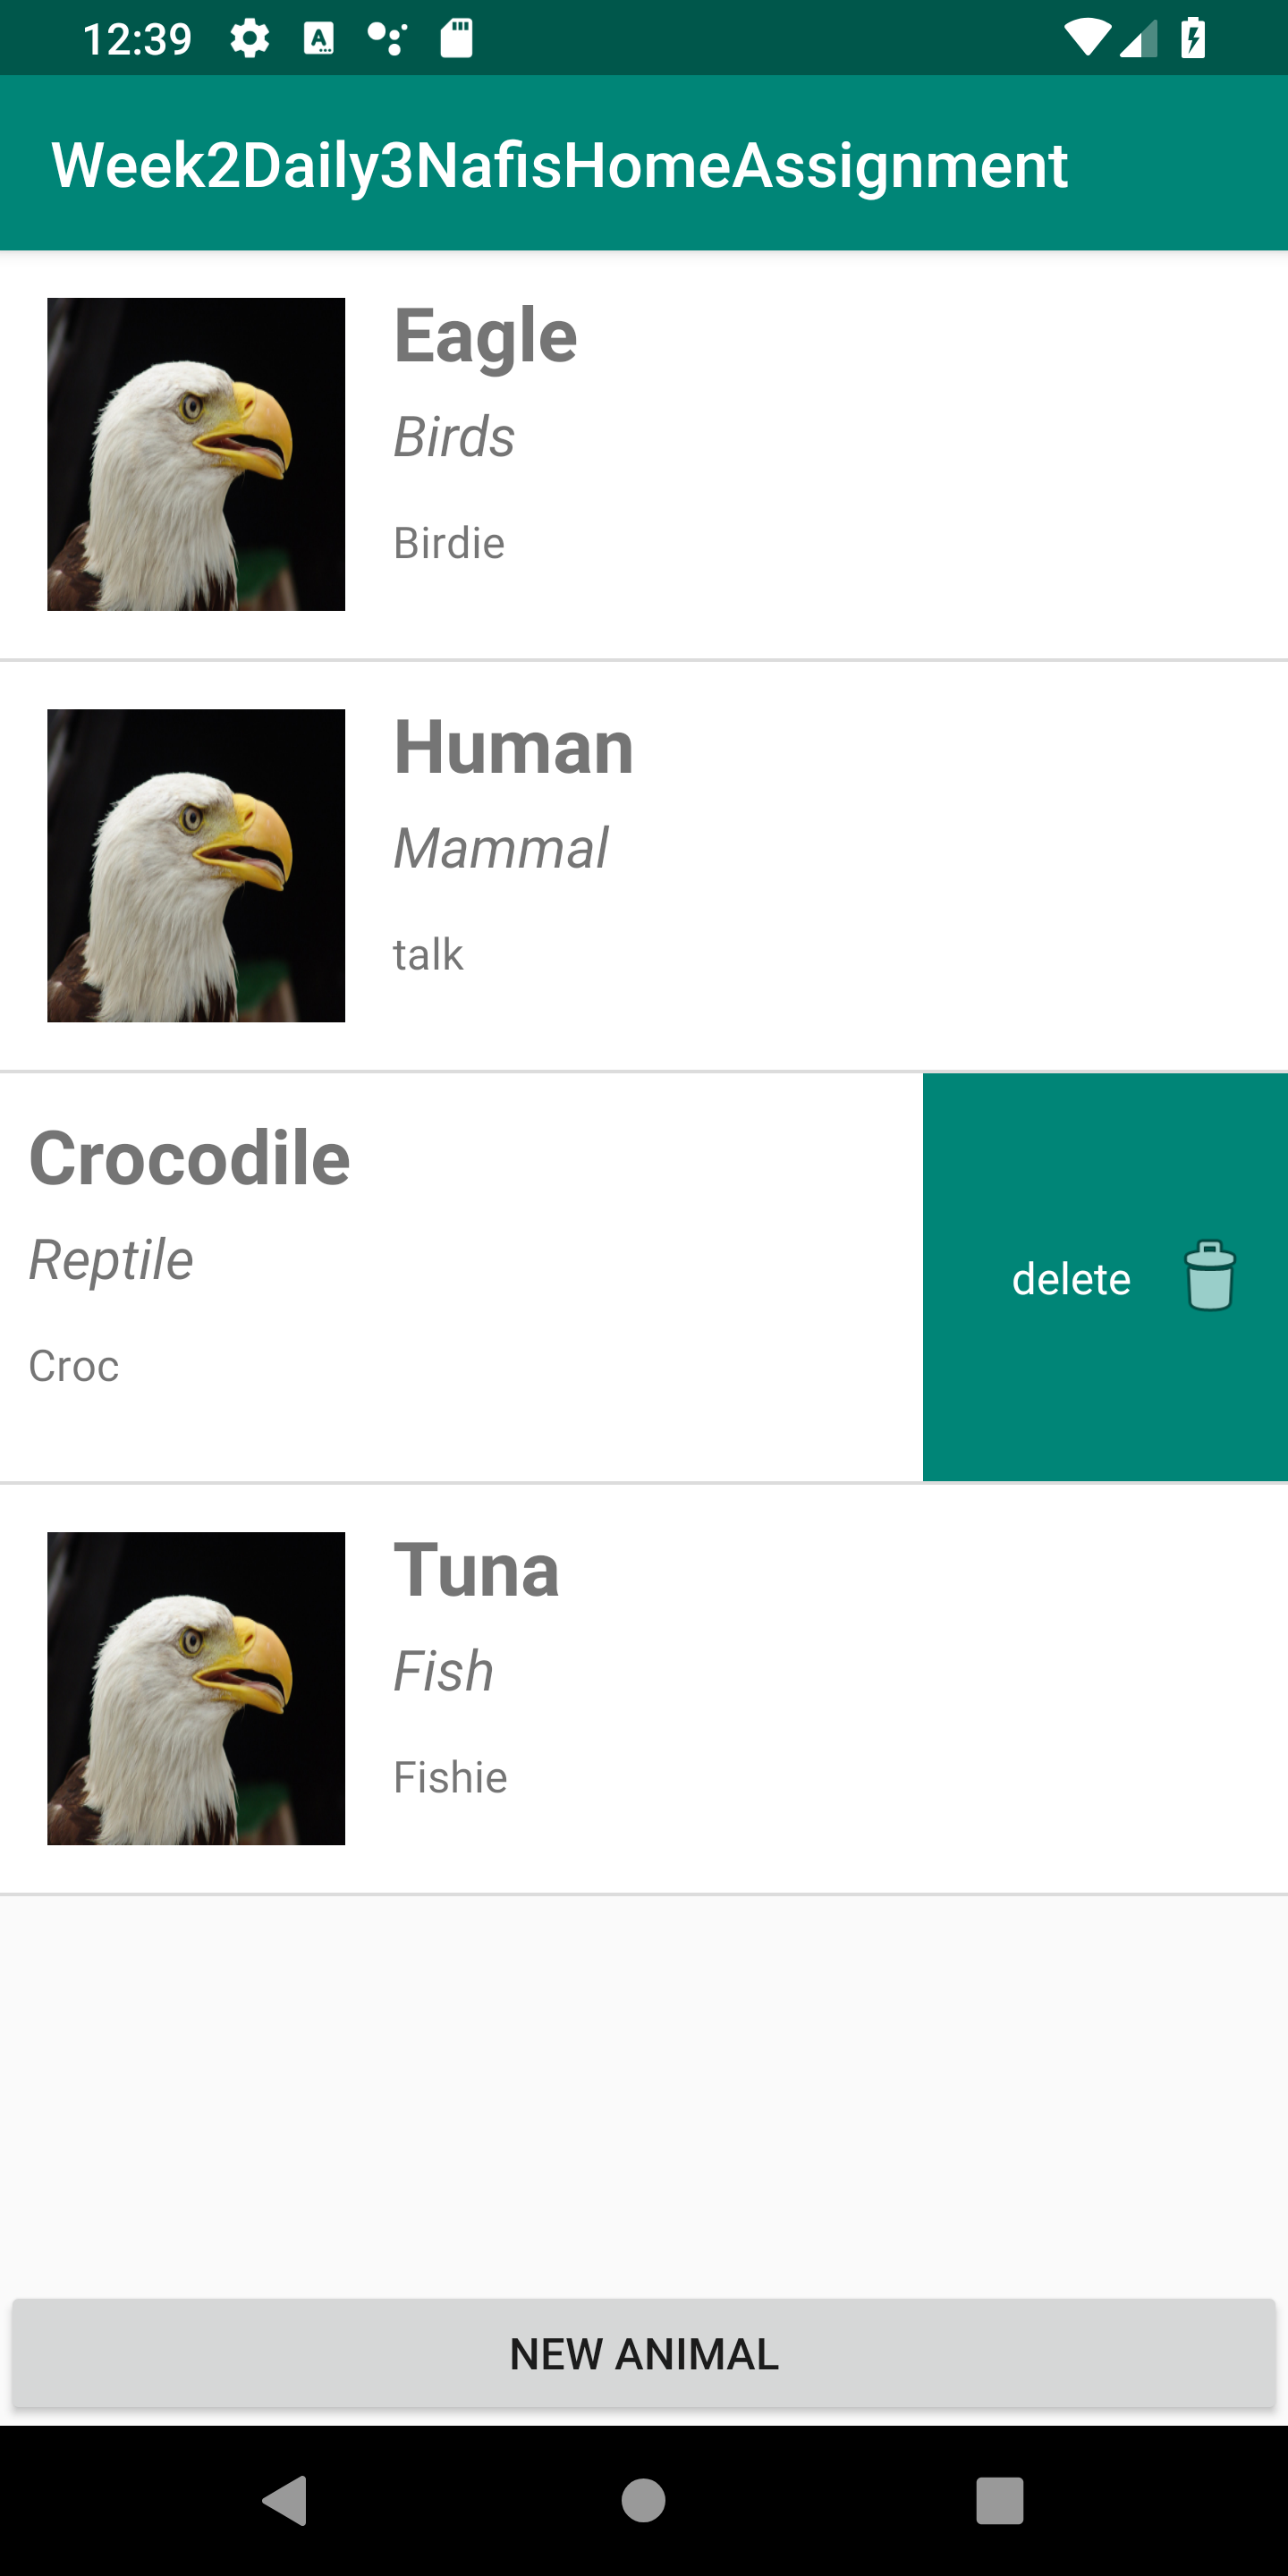 12:39
Week2Daily3NafisHomeAssignment
Eagle
Birds
Birdie
Human
Mammal
talk
Crocodile
Reptile
Croc
delete
Tuna
Fish
Fishie
NEW ANIMAL